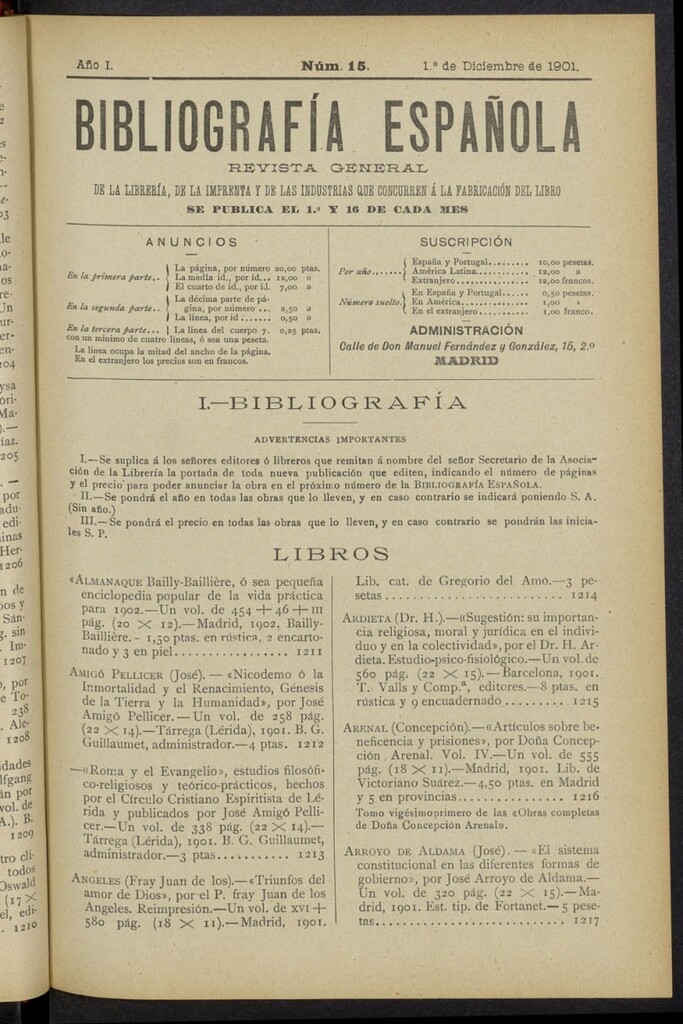 Año I.
Núm. 15.
1.º de Diciembre de 1901.
BIBLIOGRAFÍA ESPAÑOLA
REVISTA GENERAL
DE LA LIBRERÍA, DE LA IMPRENTA Y DE LAS INDUSTRIAS QUE CONCURREN Á LA FABRICACIÓN DEL LIBRO
SE PUBLICA EL 1.º Y 16 DE CADA MES
ANUNCIOS
En la primera parte.. { La página, por número 20,00 ptas.
La media id., por id... 12,00 »
El cuarto de id., por id. 7,00 »
En la segunda parte.. { La décima parte de página, por número ... 2,50 »
La línea, por id ....... 0,50 »
En la tercera parte... | La línea del cuerpo 7. 0,25 ptas.
con un mínimo de cuatro líneas, ó sea una peseta.
La línea ocupa la mitad del ancho de la página.
En el extranjero los precios son en francos.
SUSCRIPCIÓN
Por año...... { España y Portugal........ 10,00 pesetas.
América Latina............ 12,00 »
Extranjero................. 12,00 francos.
Número suelto. { En España y Portugal..... 0,50 pesetas.
En América............... 1,00 »
En el extranjero.......... 1,00 franco.
ADMINISTRACIÓN
Calle de Don Manuel Fernández y González, 15, 2.º
MADRID
I.—BIBLIOGRAFÍA
ADVERTENCIAS IMPORTANTES
I.—Se suplica á los señores editores ó libreros que remitan á nombre del señor Secretario de la Asocia-
ción de la Librería la portada de toda nueva publicación que editen, indicando el número de páginas
y el precio para poder anunciar la obra en el próximo número de la BIBLIOGRAFÍA ESPAÑOLA.
II.—Se pondrá el año en todas las obras que lo lleven, y en caso contrario se indicará poniendo S. A.
(Sin año.)
III.—Se pondrá el precio en todas las obras que lo lleven, y en caso contrario se pondrán las inicia-
les S. P.
LIBROS
«ALMANAQUE Bailly-Baillière, ó sea pequeña
enciclopedia popular de la vida práctica
para 1902.—Un vol. de 454 + 46 + III
pág. (20 × 12).—Madrid, 1902. Bailly-
Baillière. - 1,50 ptas. en rústica, 2 encarto-
nado y 3 en piel................ 1211
AMIGÓ PELLICER (José). — «Nicodemo ó la
Inmortalidad y el Renacimiento, Génesis
de la Tierra y la Humanidad», por José
Amigó Pellicer.—Un vol. de 258 pág.
(22 × 14).—Tárrega (Lérida), 1901. B. G.
Guillaumet, administrador.—4 ptas. 1212
—«Roma y el Evangelio», estudios filosófi-
co-religiosos y teórico-prácticos, hechos
por el Círculo Cristiano Espiritista de Lé-
rida y publicados por José Amigó Pelli-
cer.—Un vol. de 338 pág. (22 × 14).—
Tárrega (Lérida), 1901. B. G. Guillaumet,
administrador.—3 ptas........... 1213
ANGELES (Fray Juan de los).—«Triunfos del
amor de Dios», por el P. fray Juan de los
Angeles. Reimpresión.—Un vol. de XVI +
580 pág. (18 × 11).—Madrid, 1901.
Lib. cat. de Gregorio del Amo.—3 pe-
setas........................... 1214
ARDIETA (Dr. H.).—«Sugestión: su importan-
cia religiosa, moral y jurídica en el indivi-
duo y en la colectividad», por el Dr. H. Ar-
dieta. Estudio-psico-fisiológico.—Un vol. de
560 pág. (22 × 15).—Barcelona, 1901.
T. Valls y Comp.ª, editores.—8 ptas. en
rústica y 9 encuadernado ......... 1215
ARENAL (Concepción).—«Artículos sobre be-
neficencia y prisiones», por Doña Concep-
ción Arenal. Vol. IV.—Un vol. de 555
pág. (18 × 11)—Madrid, 1901. Lib. de
Victoriano Suárez.—4,50 ptas. en Madrid
y 5 en provincias................ 1216
Tomo vigésimoprimero de las «Obras completas
de Doña Concepción Arenal».
ARROYO DE ALDAMA (José). — «El sistema
constitucional en las diferentes formas de
gobierno», por José Arroyo de Aldama.—
Un vol. de 320 pág. (22 × 15).—Ma-
drid, 1901. Est. tip. de Fortanet.— 5 pese-
tas............................. 1217